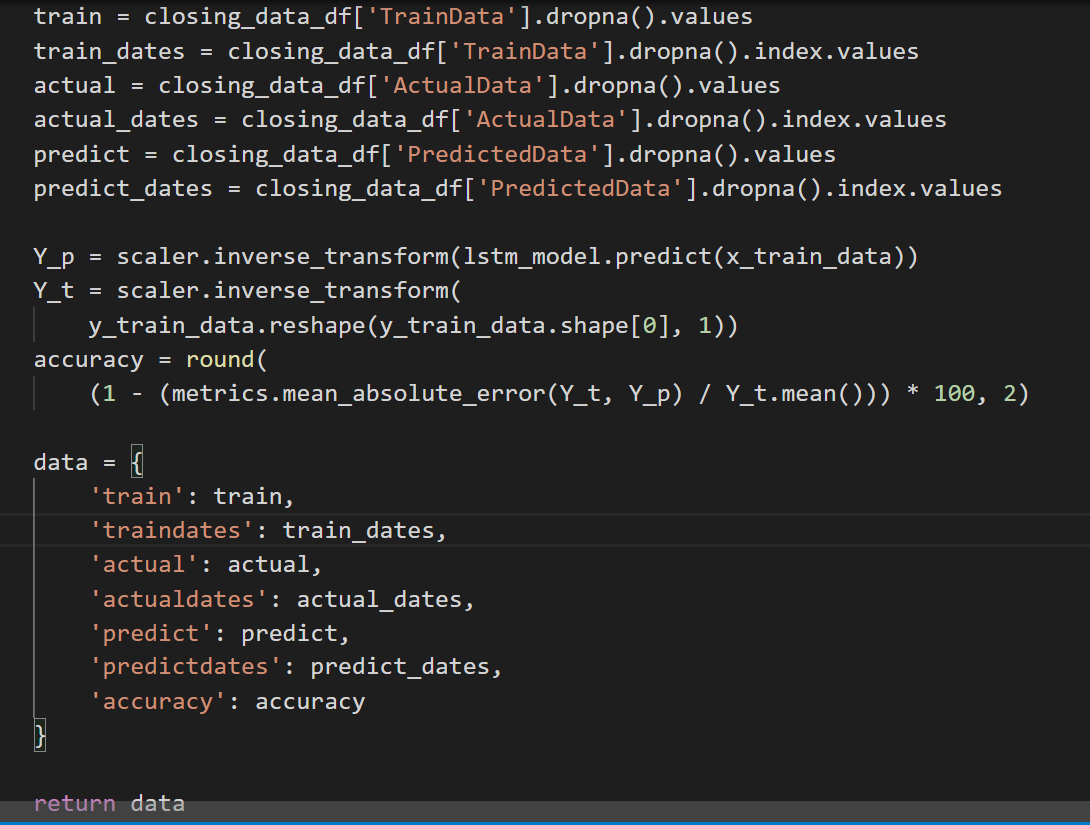 train = closing_data_df['TrainData'].dropna().values
train_dates = closing_data_df['TrainData'].dropna().index.values
actual = closing_data_df['ActualData'].dropna().values
actual_dates = closing_data_df['ActualData'].dropna().index.values
predict = closing_data_df['PredictedData'].dropna().values
predict_dates = closing_data_df['PredictedData'].dropna().index.values

Y_p = scaler.inverse_transform(lstm_model.predict(x_train_data))
Y_t = scaler.inverse_transform(
    y_train_data.reshape(y_train_data.shape[0], 1))
accuracy = round(
    (1 - (metrics.mean_absolute_error(Y_t, Y_p) / Y_t.mean())) * 100, 2)

data = {
    'train': train,
    'traindates': train_dates,
    'actual': actual,
    'actualdates': actual_dates,
    'predict': predict,
    'predictdates': predict_dates,
    'accuracy': accuracy
}

return data